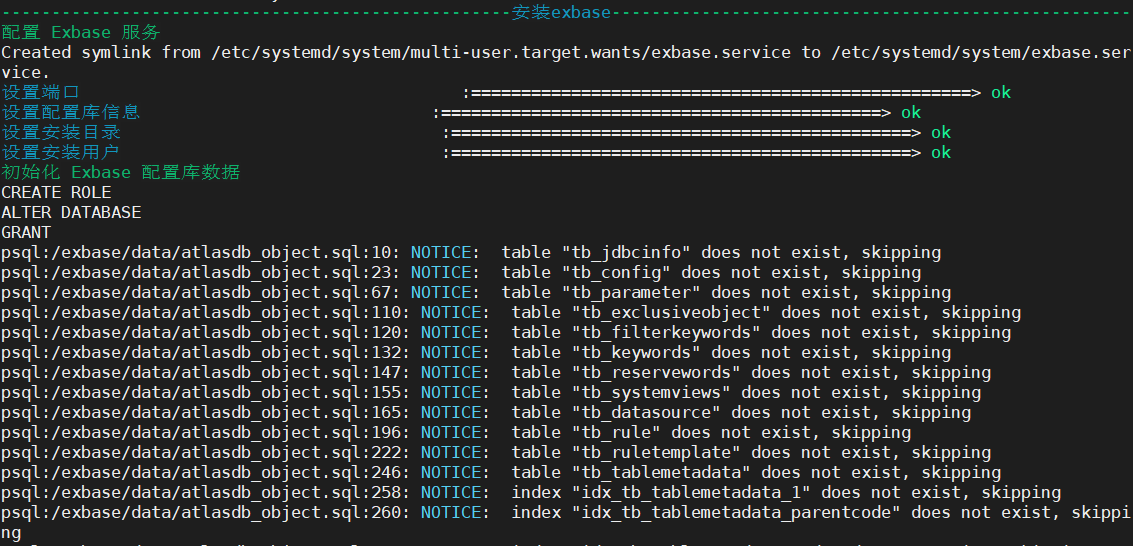 --------------------------------------------------安装exbase----------------------------------------------------
配置 Exbase 服务
Created symlink from /etc/systemd/system/multi-user.target.wants/exbase.service to /etc/systemd/system/exbase.ser
vice.
设置端口 :==================================================> ok
设置配置库信息 :============================================> ok
设置安装目录 :==============================================> ok
设置安装用户 :==============================================> ok
初始化 Exbase 配置库数据
CREATE ROLE
ALTER DATABASE
GRANT
psql:/exbase/data/atlasdb_object.sql:10: NOTICE:  table "tb_jdbcinfo" does not exist, skipping
psql:/exbase/data/atlasdb_object.sql:23: NOTICE:  table "tb_config" does not exist, skipping
psql:/exbase/data/atlasdb_object.sql:67: NOTICE:  table "tb_parameter" does not exist, skipping
psql:/exbase/data/atlasdb_object.sql:110: NOTICE:  table "tb_exclusiveobject" does not exist, skipping
psql:/exbase/data/atlasdb_object.sql:120: NOTICE:  table "tb_filterkeywords" does not exist, skipping
psql:/exbase/data/atlasdb_object.sql:132: NOTICE:  table "tb_keywords" does not exist, skipping
psql:/exbase/data/atlasdb_object.sql:147: NOTICE:  table "tb_reservewords" does not exist, skipping
psql:/exbase/data/atlasdb_object.sql:155: NOTICE:  table "tb_systemviews" does not exist, skipping
psql:/exbase/data/atlasdb_object.sql:165: NOTICE:  table "tb_datasource" does not exist, skipping
psql:/exbase/data/atlasdb_object.sql:196: NOTICE:  table "tb_rule" does not exist, skipping
psql:/exbase/data/atlasdb_object.sql:222: NOTICE:  table "tb_ruletemplate" does not exist, skipping
psql:/exbase/data/atlasdb_object.sql:246: NOTICE:  table "tb_tablemetadata" does not exist, skipping
psql:/exbase/data/atlasdb_object.sql:258: NOTICE:  index "idx_tb_tablemetadata_1" does not exist, skipping
psql:/exbase/data/atlasdb_object.sql:260: NOTICE:  index "idx_tb_tablemetadata_parentcode" does not exist, skippi
ng